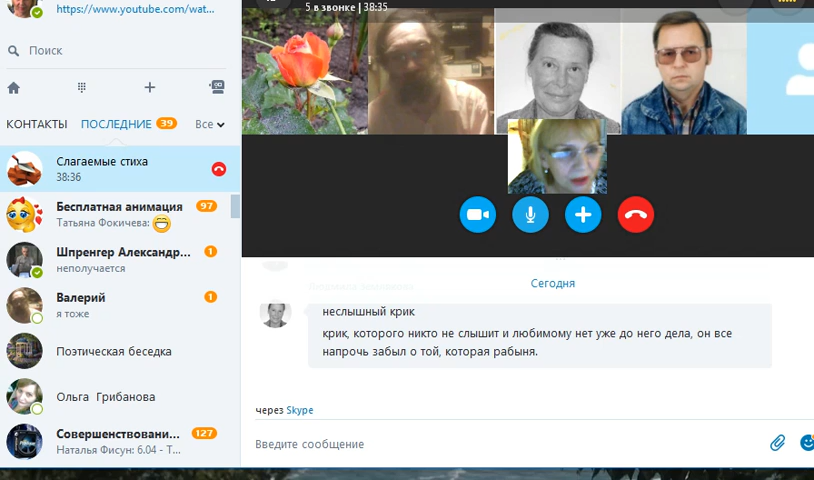 https://www.youtube.com/wat...
5 в звонке | 38:35
Поиск
КОНТАКТЫ ПОСЛЕДНИЕ 39 Все
Слагаемые стиха
38:36
Бесплатная анимация 97
Татьяна Фокичева:
Шпренгер Александр... 1
неполучается
Валерий 1
я тоже
Поэтическая беседка
Ольга Грибанова
Совершенствовани... 127
Наталья Фисун: 6.04 - Т...
Сегодня
неслышный крик
крик, которого никто не слышит и любимому нет уже до него дела, он все
напрочь забыл о той, которая рабыня.
через Skype
Введите сообщение